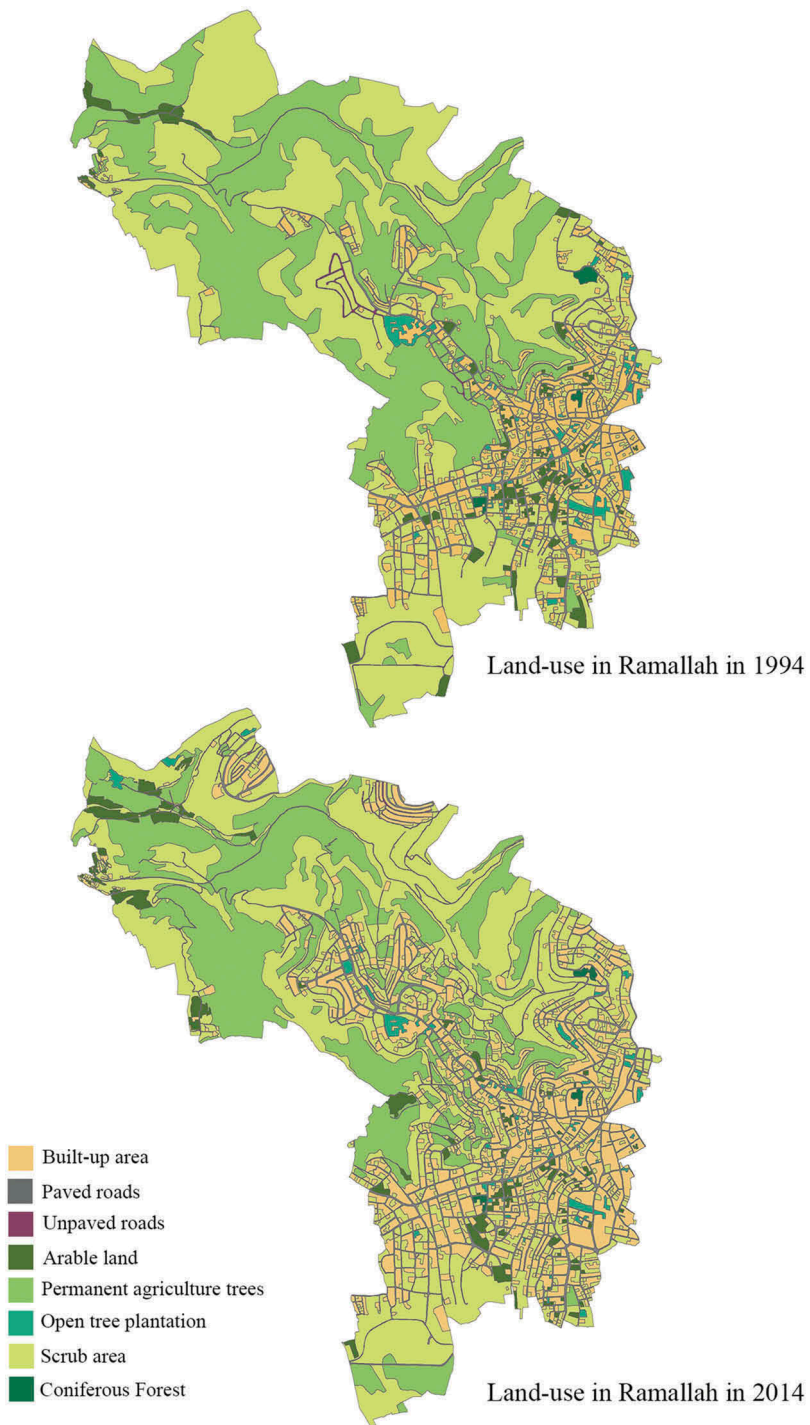 Land-use in Ramallah in 1994
Built-up area
Paved roads
Unpaved roads
Arable land
Permanent agriculture trees
Open tree plantation
Scrub area
Coniferous Forest
Land-use in Ramallah in 2014